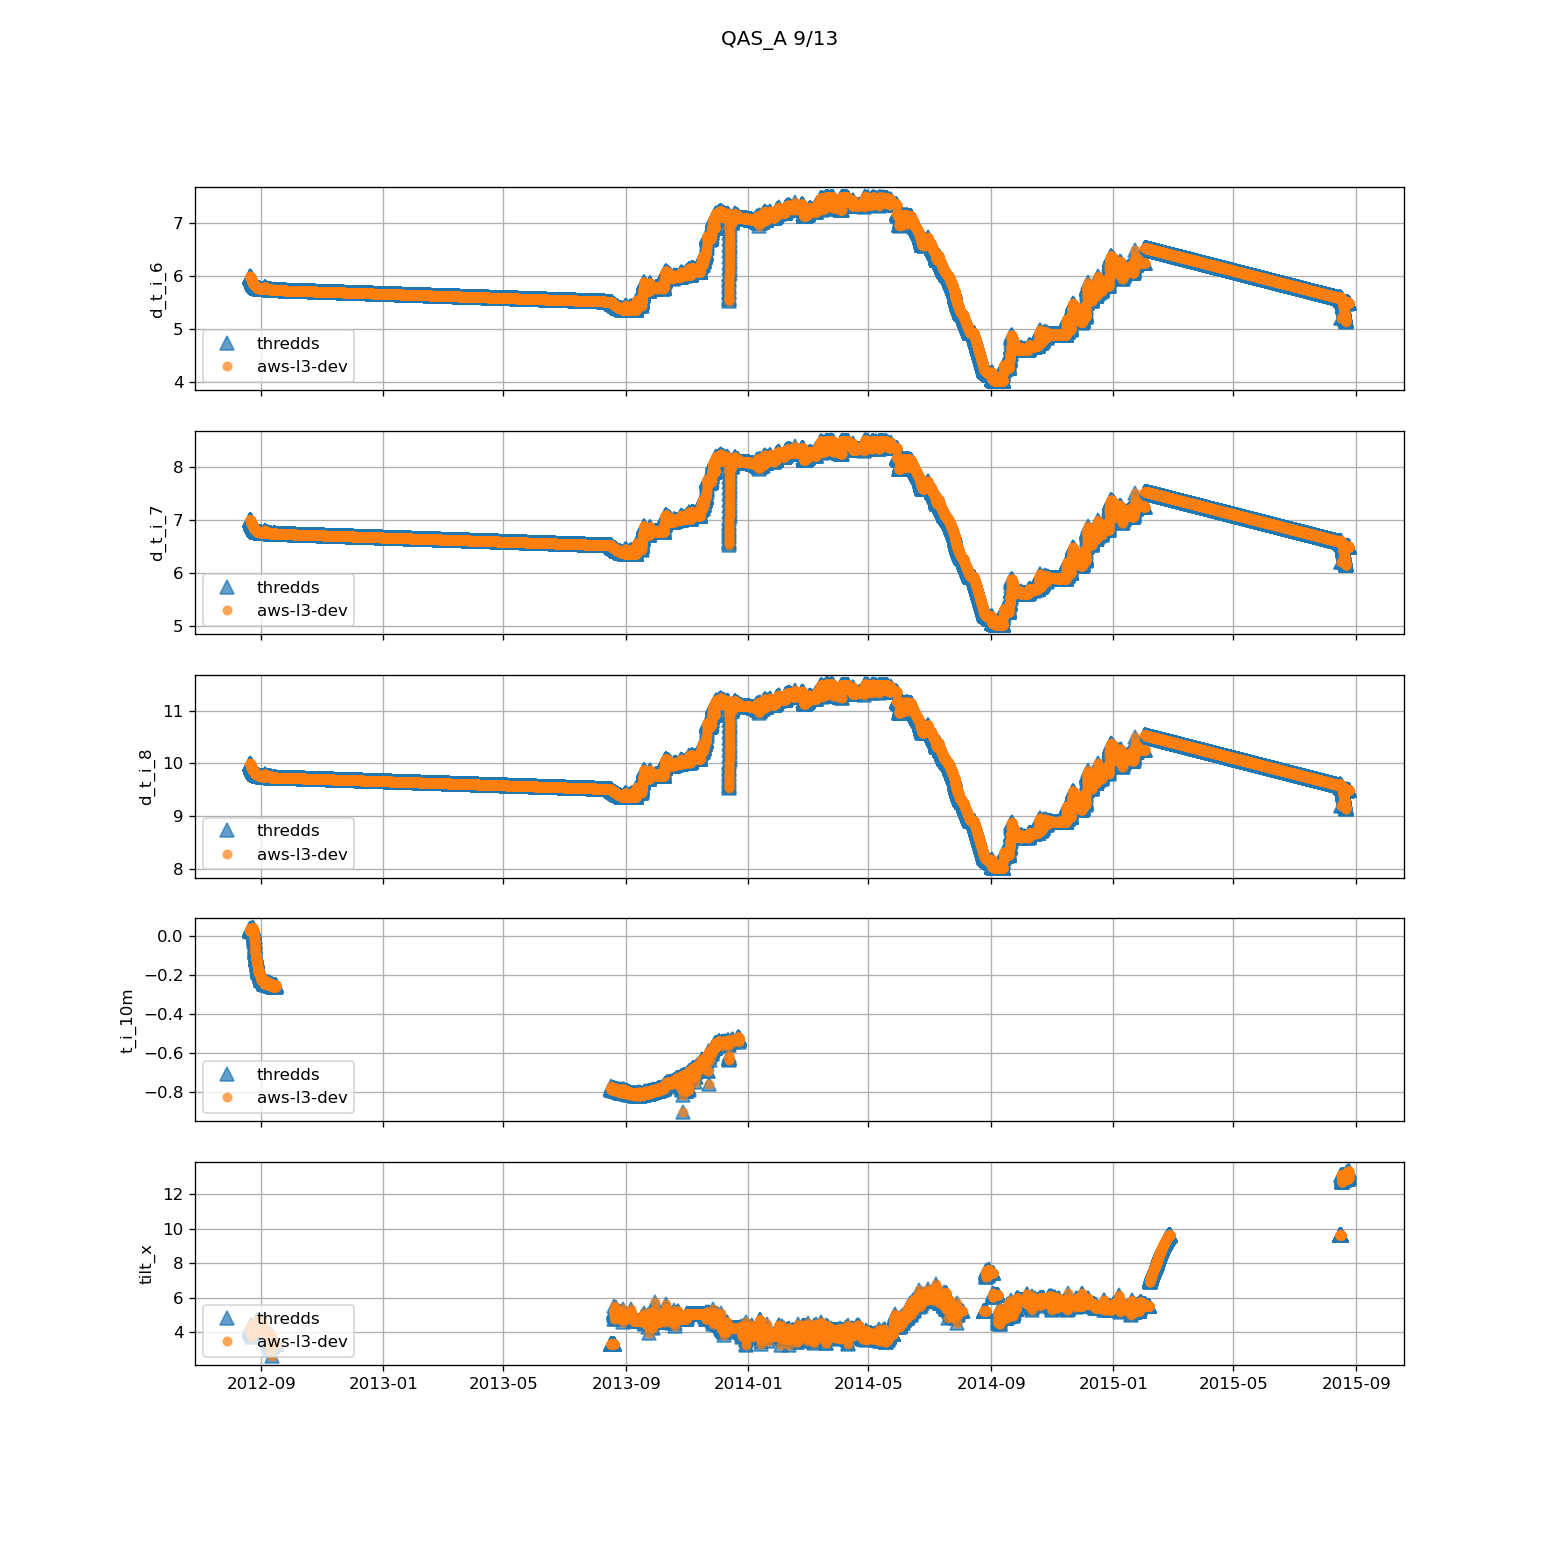 QAS_A 9/13
d_t_i_6
7
6
5
4
thredds
aws-l3-dev
d_t_i_7
8
7
6
5
thredds
aws-l3-dev
d_t_i_8
11
10
9
8
thredds
aws-l3-dev
t_i_10m
0.0
−0.2
−0.4
−0.6
−0.8
thredds
aws-l3-dev
tilt_x
12
10
8
6
4
thredds
aws-l3-dev
2012-09 2013-01 2013-05 2013-09 2014-01 2014-05 2014-09 2015-01 2015-05 2015-09